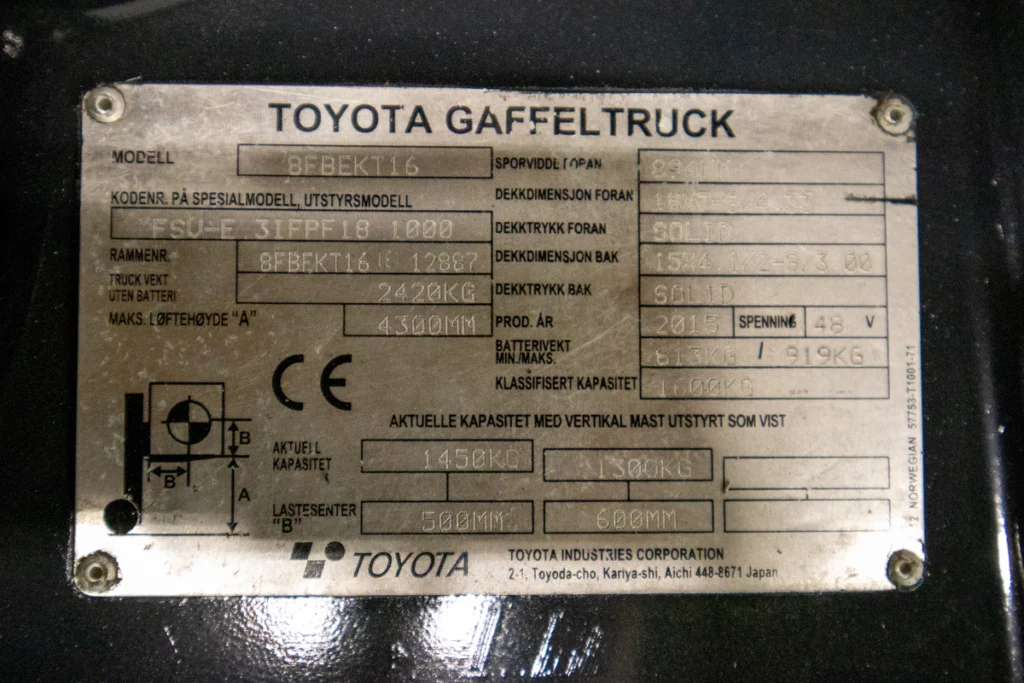 TOYOTA GAFFELTRUCK
MODELL 8FBEKT16
KODENR. PÅ SPESIALMODELL, UTSTYRSMODELL
FSV-E 3IFPF18 1000
RAMMENR. 8FBEKT16 12887
TRUCK VEKT
UTEN BATTERI 2420KG
MAKS. LØFTEHØYDE "A" 4300MM
SPORVIDDE FORAN
DEKKDIMENSJON FORAN
DEKKTRYKK FORAN SOLID
DEKKDIMENSJON BAK
DEKKTRYKK BAK SOLID
PROD. ÅR 2015 SPENNING 48 V
BATTERIVEKT
MIN./MAKS. 813KG / 919KG
KLASSIFISERT KAPASITET 1600KG
CE
AKTUELLE KAPASITET MED VERTIKAL MAST UTSTYRT SOM VIST
AKTUELL
KAPASITET 1450KG 1300KG
LASTESENTER
"B" 500MM 600MM
B
B
A
TOYOTA
TOYOTA INDUSTRIES CORPORATION
2-1, Toyoda-cho, Kariya-shi, Aichi 448-8671 Japan
NORWEGIAN 57753-T1001-71